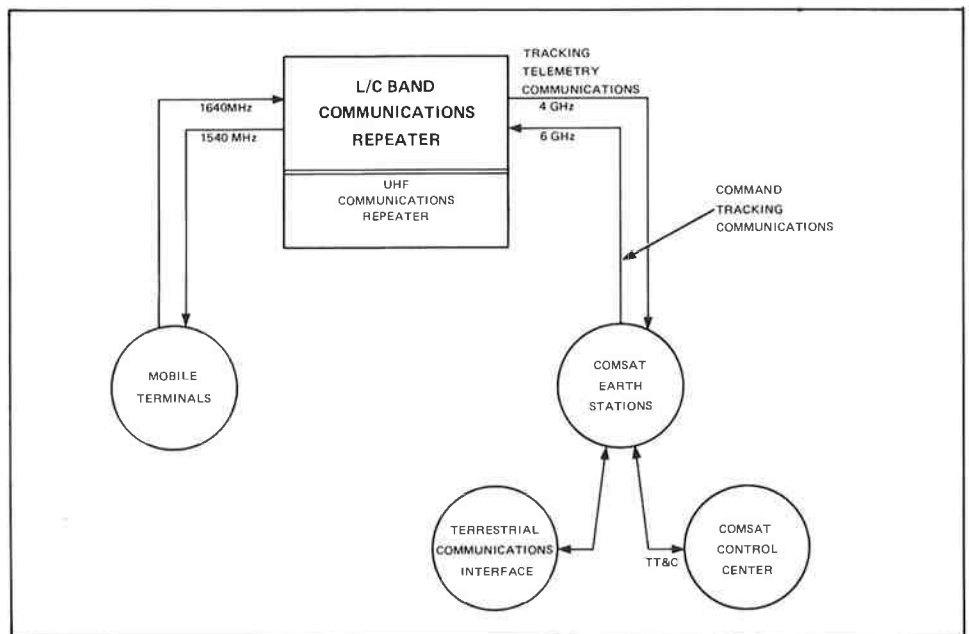 L/C BAND
COMMUNICATIONS
REPEATER
UHF
COMMUNICATIONS
REPEATER
1640MHz
1540 MHz
TRACKING
TELEMETRY
COMMUNICATIONS
4 GHz
6 GHz
COMMAND
TRACKING
COMMUNICATIONS
MOBILE
TERMINALS
COMSAT
EARTH
STATIONS
TERRESTRIAL
COMMUNICATIONS
INTERFACE
TT&C
COMSAT
CONTROL
CENTER